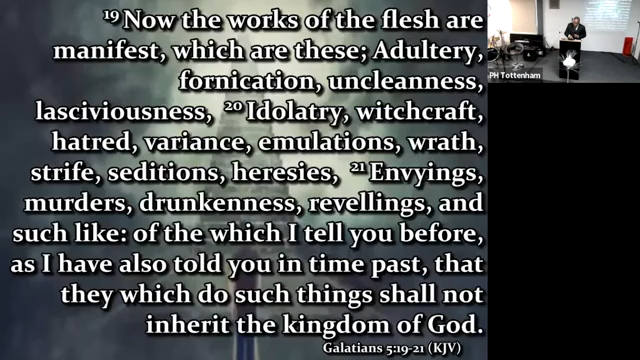 19 Now the works of the flesh are
manifest, which are these; Adultery,
fornication, uncleanness,
lasciviousness, 20 Idolatry, witchcraft,
hatred, variance, emulations, wrath,
strife, seditions, heresies, 21 Envyings,
murders, drunkenness, revellings, and
such like: of the which I tell you before,
as I have also told you in time past, that
they which do such things shall not
inherit the kingdom of God.
Galatians 5:19-21 (KJV)
PH Tottenham